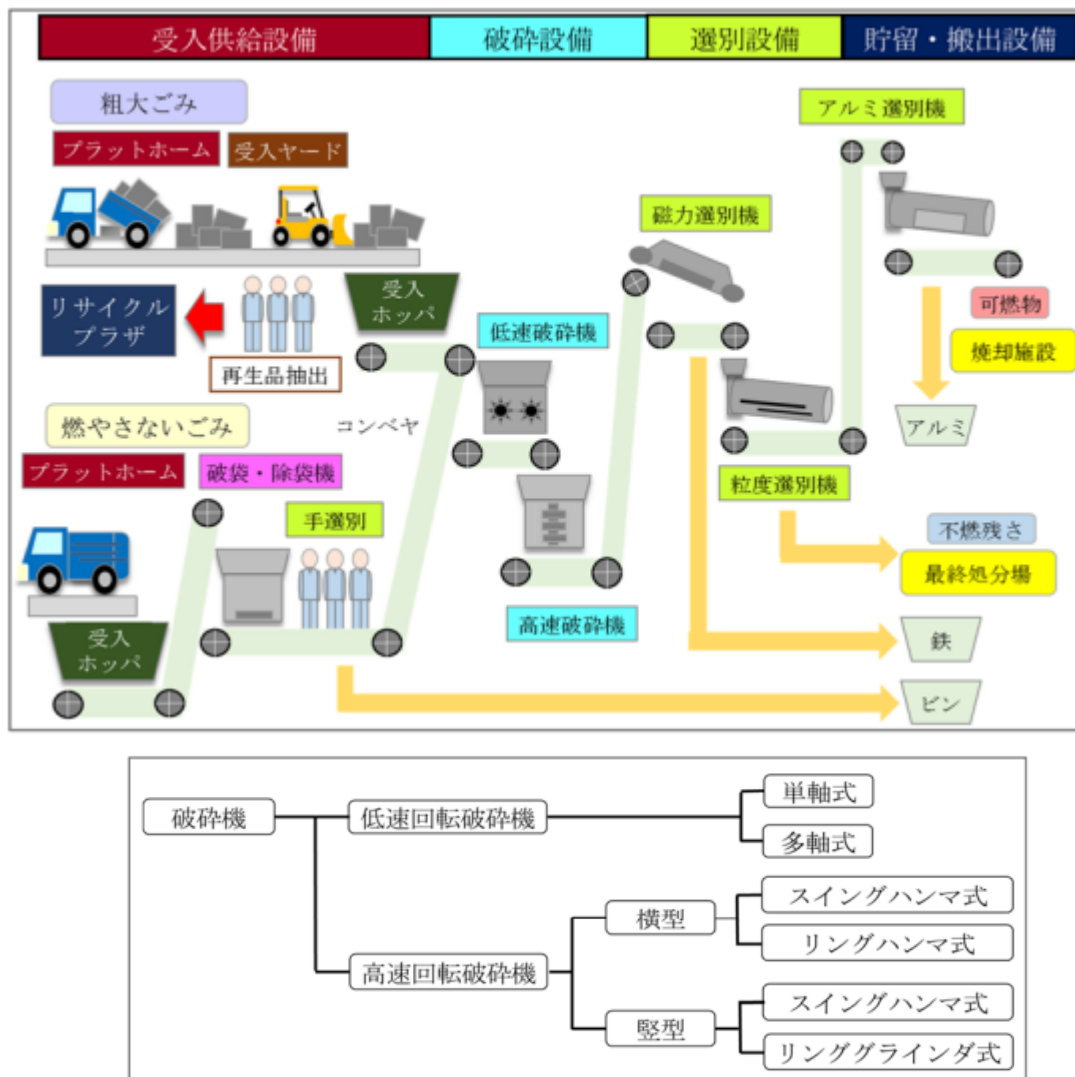 受入供給設備
破砕設備
選別設備
貯留・搬出設備
粗大ごみ
プラットホーム
受入ヤード
リサイクル
プラザ
再生品抽出
受入
ホッパ
コンベヤ
燃やさないごみ
プラットホーム
破袋・除袋機
手選別
受入
ホッパ
低速破砕機
高速破砕機
磁力選別機
粒度選別機
アルミ選別機
可燃物
焼却施設
アルミ
不燃残さ
最終処分場
鉄
ビン
破砕機
低速回転破砕機
単軸式
多軸式
高速回転破砕機
横型
スイングハンマ式
リングハンマ式
竪型
スイングハンマ式
リンググラインダ式